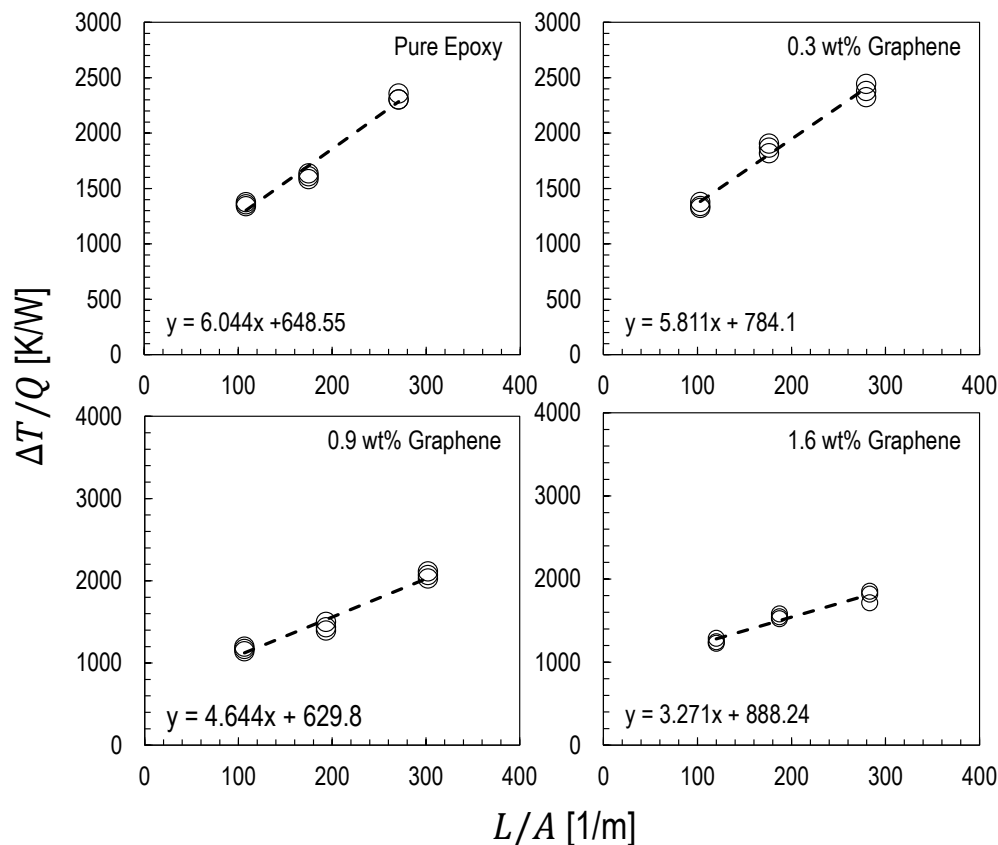 ΔT/Q [K/W]
3000
2500
2000
1500
1000
500
0
Pure Epoxy
y = 6.044x +648.55
0 100 200 300 400
3000
2500
2000
1500
1000
500
0
0.3 wt% Graphene
y = 5.811x + 784.1
0 100 200 300 400
4000
3000
2000
1000
0
0.9 wt% Graphene
y = 4.644x + 629.8
0 100 200 300 400
4000
3000
2000
1000
0
1.6 wt% Graphene
y = 3.271x + 888.24
0 100 200 300 400
L/A [1/m]